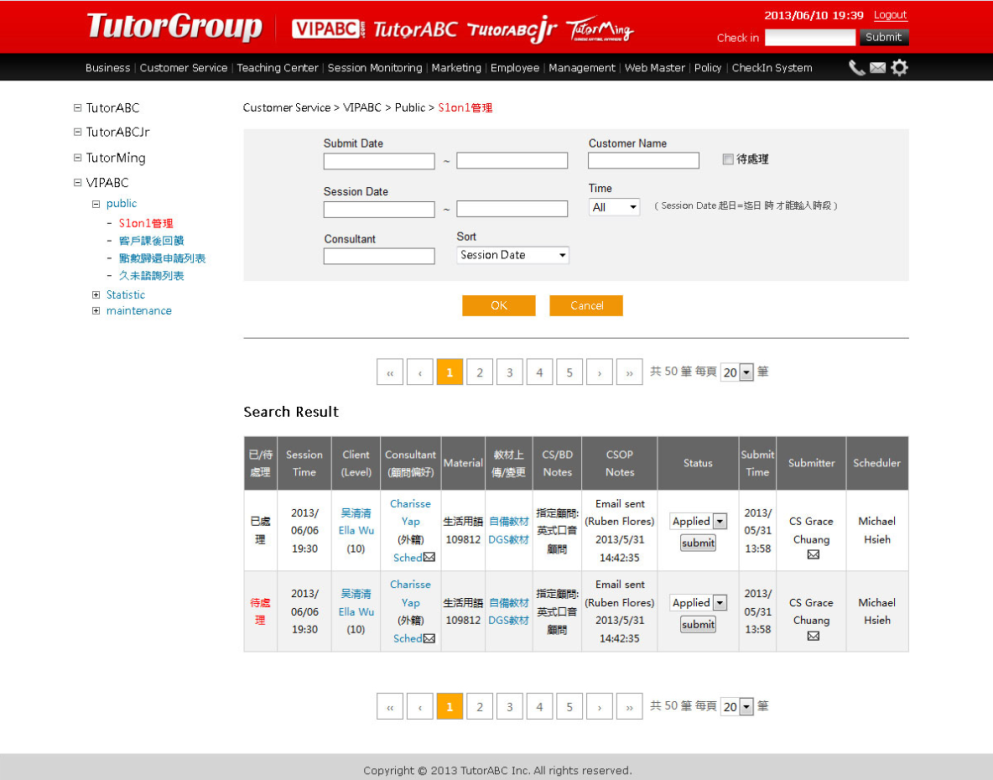 TutorGroup VIPABC.com TutorABC TUTORABCjr TutorMing
2013/06/10 19:39 Logout
Check in Submit
Business | Customer Service | Teaching Center | Session Monitoring | Marketing | Employee | Management | Web Master | Policy | CheckIn System
TutorABC
TutorABCJr
TutorMing
VIPABC
public
- S1on1管理
- 客戶課後回饋
- 點數歸還申請列表
- 久未諮詢列表
Statistic
maintenance
Customer Service > VIPABC > Public > S1on1管理
Submit Date
~
Customer Name
待處理
Session Date
~
Time
All
( Session Date 起日=迄日 時 才能輸入時段 )
Consultant
Sort
Session Date
OK Cancel
‹‹ ‹ 1 2 3 4 5 › ›› 共 50 筆 每頁 20 筆
Search Result
已/待處理 Session Time Client (Level) Consultant (顧問偏好) Material 教材上傳/變更 CS/BD Notes CSOP Notes Status Submit Time Submitter Scheduler
已處理 2013/06/06 19:30 吴清清 Ella Wu (10) Charisse Yap (外籍) Sched 生活用語 109812 自備教材 DGS教材 指定顧問:英式口音顧問 Email sent (Ruben Flores) 2013/5/31 14:42:35 Applied submit 2013/05/31 13:58 CS Grace Chuang Michael Hsieh
待處理 2013/06/06 19:30 吴清清 Ella Wu (10) Charisse Yap (外籍) Sched 生活用語 109812 自備教材 DGS教材 指定顧問:英式口音顧問 Email sent (Ruben Flores) 2013/5/31 14:42:35 Applied submit 2013/05/31 13:58 CS Grace Chuang Michael Hsieh
‹‹ ‹ 1 2 3 4 5 › ›› 共 50 筆 每頁 20 筆
Copyright © 2013 TutorABC Inc. All rights reserved.